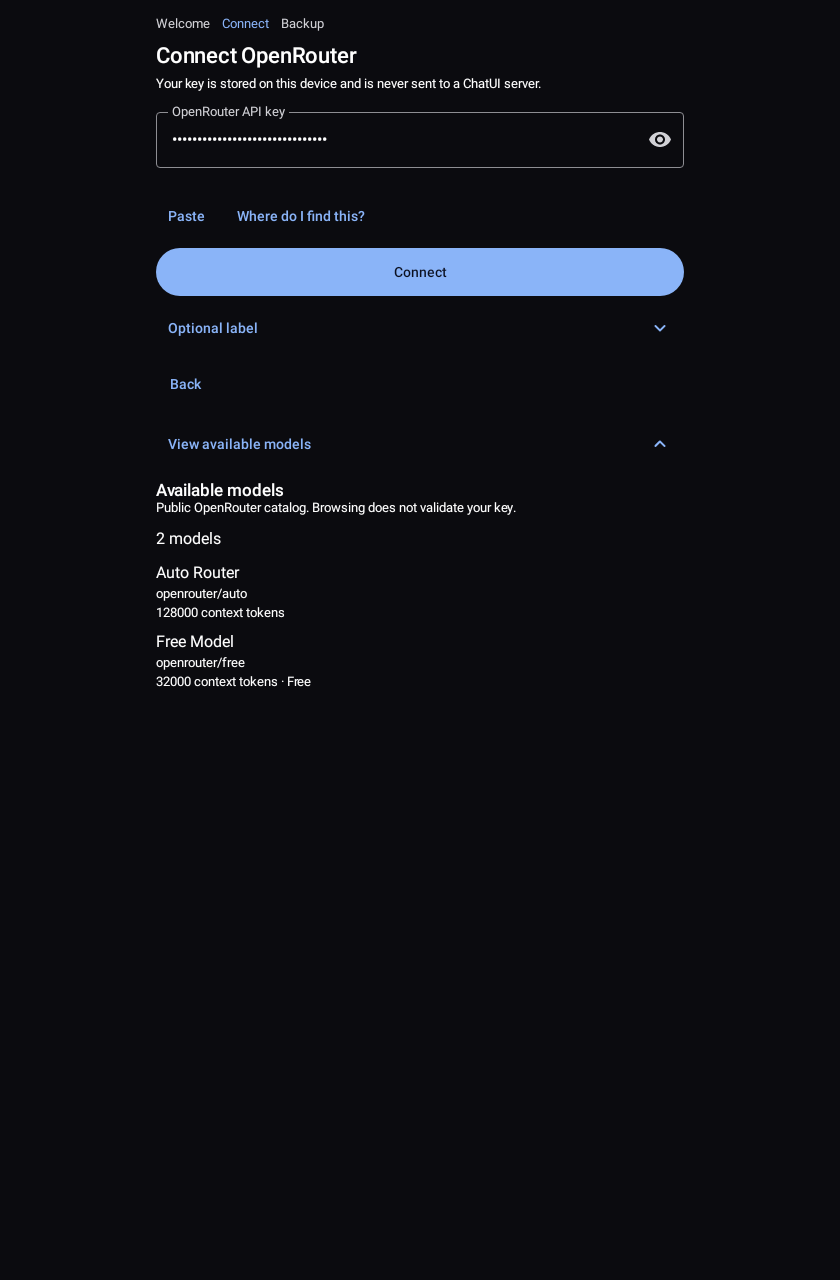 Welcome Connect Backup
Connect OpenRouter
Your key is stored on this device and is never sent to a ChatUI server.
OpenRouter API key
•••••••••••••••••••••••••••••••
Paste Where do I find this?
Connect
Optional label
Back
View available models
Available models
Public OpenRouter catalog. Browsing does not validate your key.
2 models
Auto Router
openrouter/auto
128000 context tokens
Free Model
openrouter/free
32000 context tokens · Free